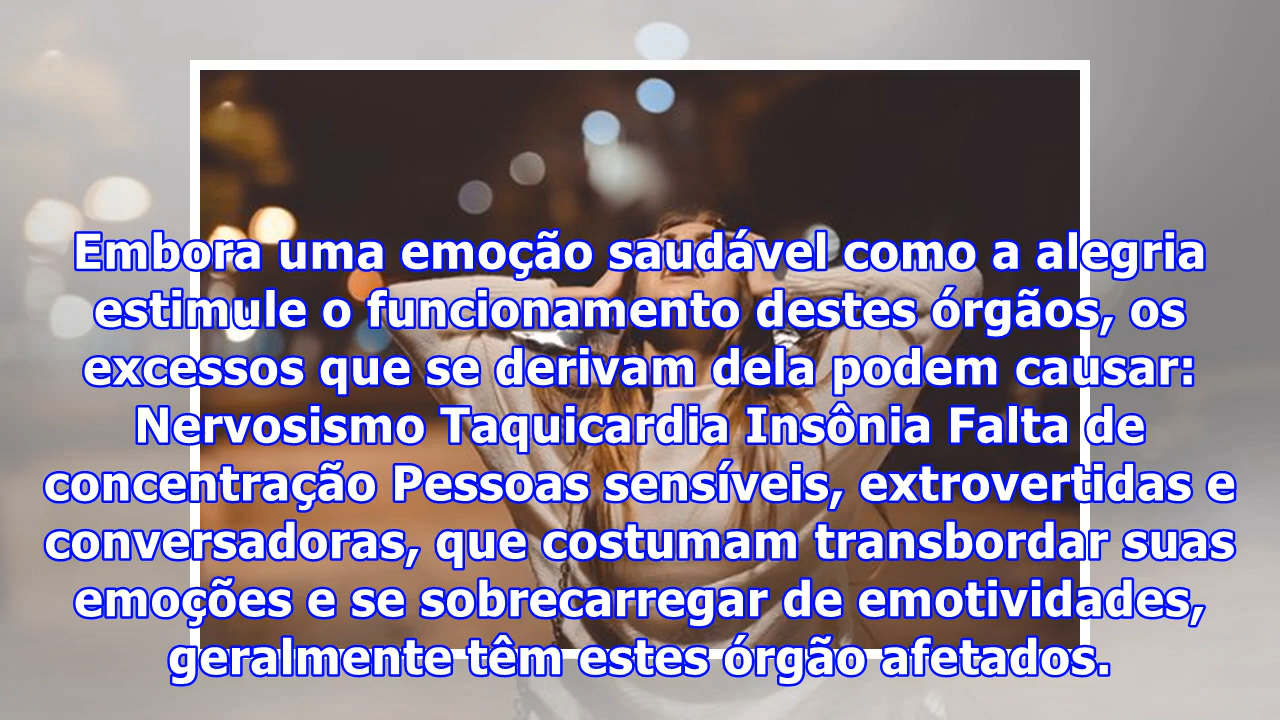 Embora uma emoção saudável como a alegria
estimule o funcionamento destes órgãos, os
excessos que se derivam dela podem causar:
Nervosismo Taquicardia Insônia Falta de
concentração Pessoas sensíveis, extrovertidas e
conversadoras, que costumam transbordar suas
emoções e se sobrecarregar de emotividades,
geralmente têm estes órgão afetados.